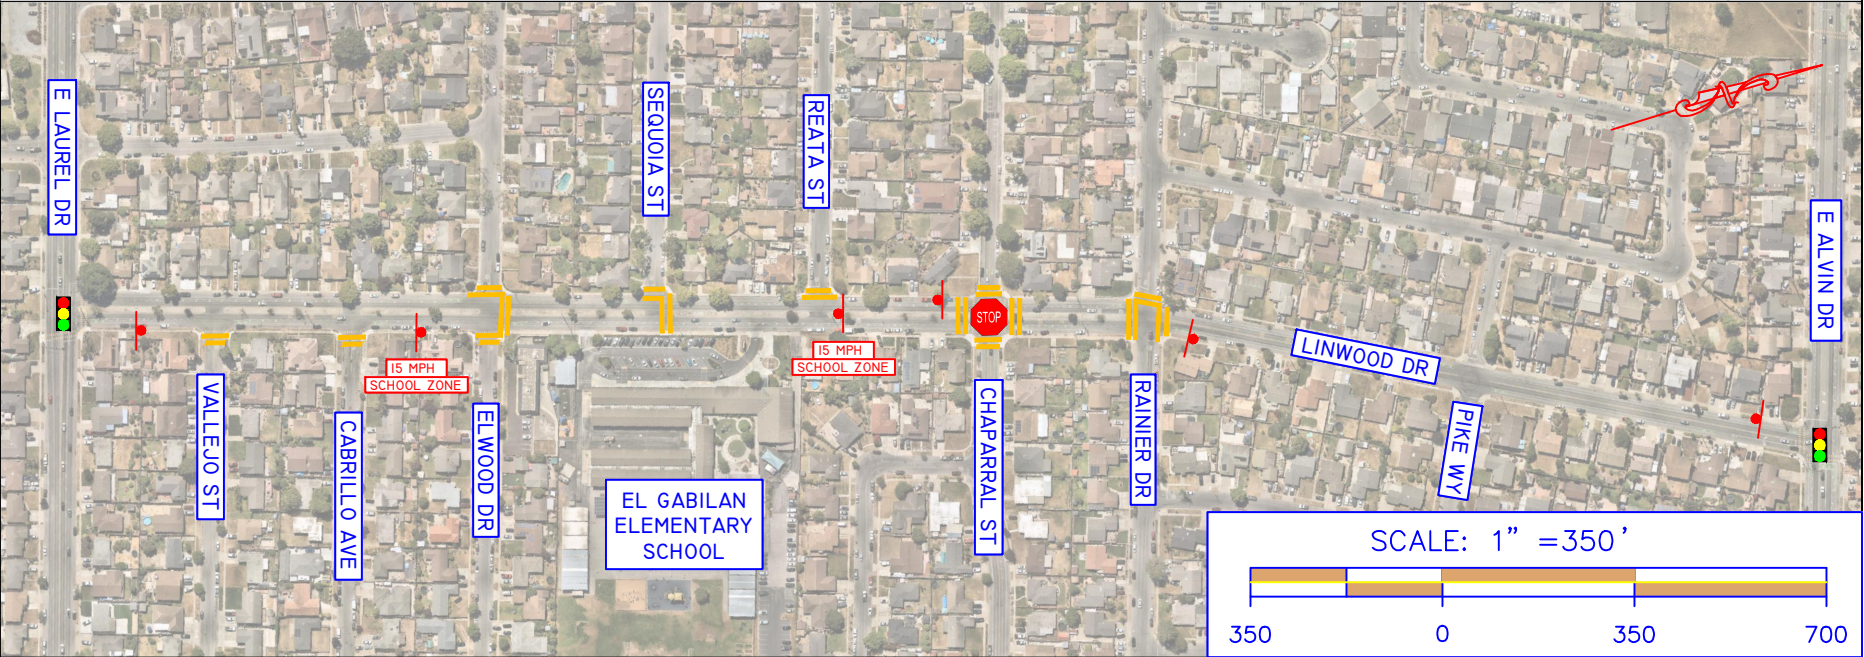 E LAUREL DR
SEQUOIA ST
REATA ST
E ALVIN DR
STOP
15 MPH
SCHOOL ZONE
15 MPH
SCHOOL ZONE
LINWOOD DR
VALLEJO ST
CABRILLO AVE
ELWOOD DR
CHAPARRAL ST
RAINIER DR
PIKE WY
EL GABILAN
ELEMENTARY
SCHOOL
SCALE: 1" =350'
350 0 350 700